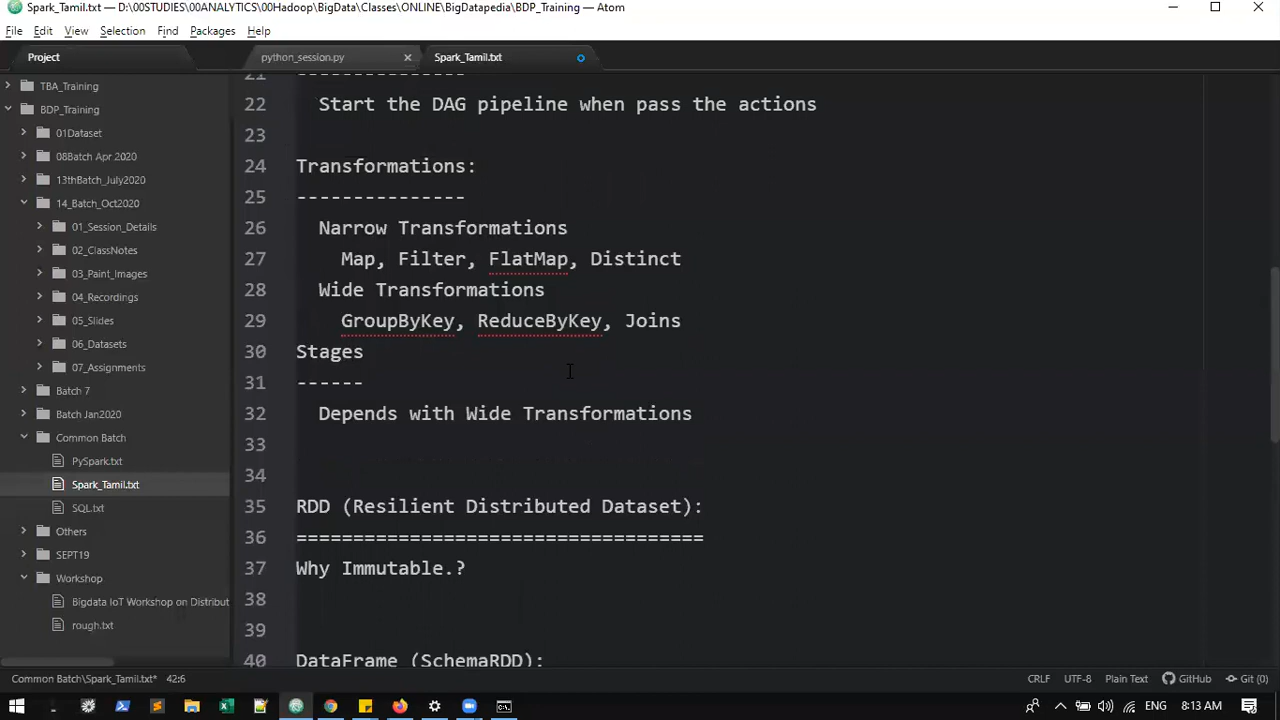 Spark_Tamil.txt — D:\00STUDIES\00ANALYTICS\00Hadoop\BigData\Classes\ONLINE\BigDatapedia\BDP_Training — Atom
File Edit View Selection Find Packages Help
Project
python_session.py
Spark_Tamil.txt
TBA_Training
BDP_Training
01Dataset
08Batch Apr 2020
13thBatch_July2020
14_Batch_Oct2020
01_Session_Details
02_ClassNotes
03_Paint_Images
04_Recordings
05_Slides
06_Datasets
07_Assignments
Batch 7
Batch Jan2020
Common Batch
PySpark.txt
Spark_Tamil.txt
SQL.txt
Others
SEPT19
Workshop
Bigdata IoT Workshop on Distribut
rough.txt
21 ---------------
22 Start the DAG pipeline when pass the actions
23
24 Transformations:
25 ---------------
26 Narrow Transformations
27 Map, Filter, FlatMap, Distinct
28 Wide Transformations
29 GroupByKey, ReduceByKey, Joins
30 Stages
31 ------
32 Depends with Wide Transformations
33
34
35 RDD (Resilient Distributed Dataset):
36 ====================================
37 Why Immutable.?
38
39
40 DataFrame (SchemaRDD):
Common Batch\Spark_Tamil.txt* 42:6
CRLF UTF-8 Plain Text GitHub Git (0)
ENG 8:13 AM